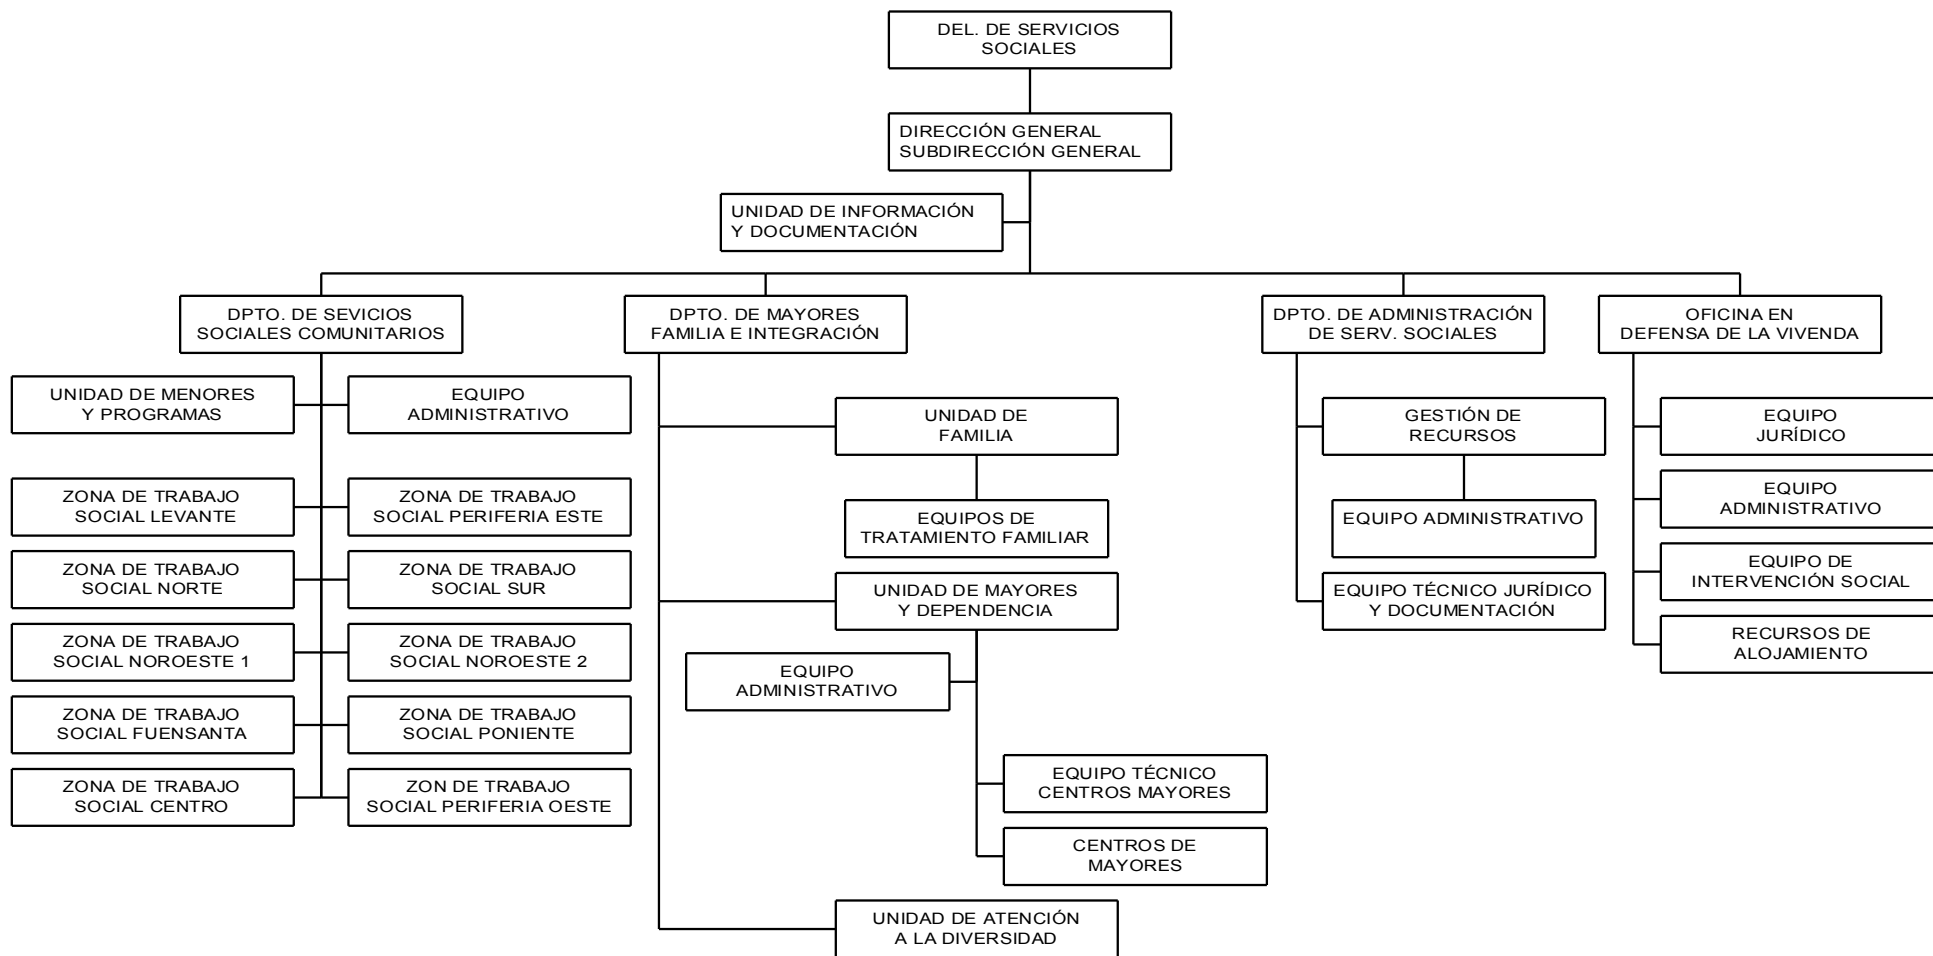 DEL. DE SERVICIOS
SOCIALES
DIRECCIÓN GENERAL
SUBDIRECCIÓN GENERAL
UNIDAD DE INFORMACIÓN
Y DOCUMENTACIÓN
DPTO. DE SEVICIOS
SOCIALES COMUNITARIOS
UNIDAD DE MENORES
Y PROGRAMAS
EQUIPO
ADMINISTRATIVO
ZONA DE TRABAJO
SOCIAL LEVANTE
ZONA DE TRABAJO
SOCIAL PERIFERIA ESTE
ZONA DE TRABAJO
SOCIAL NORTE
ZONA DE TRABAJO
SOCIAL SUR
ZONA DE TRABAJO
SOCIAL NOROESTE 1
ZONA DE TRABAJO
SOCIAL NOROESTE 2
ZONA DE TRABAJO
SOCIAL FUENSANTA
ZONA DE TRABAJO
SOCIAL PONIENTE
ZONA DE TRABAJO
SOCIAL CENTRO
ZON DE TRABAJO
SOCIAL PERIFERIA OESTE
DPTO. DE MAYORES
FAMILIA E INTEGRACIÓN
UNIDAD DE
FAMILIA
EQUIPOS DE
TRATAMIENTO FAMILIAR
UNIDAD DE MAYORES
Y DEPENDENCIA
EQUIPO
ADMINISTRATIVO
EQUIPO TÉCNICO
CENTROS MAYORES
CENTROS DE
MAYORES
UNIDAD DE ATENCIÓN
A LA DIVERSIDAD
DPTO. DE ADMINISTRACIÓN
DE SERV. SOCIALES
GESTIÓN DE
RECURSOS
EQUIPO ADMINISTRATIVO
EQUIPO TÉCNICO JURÍDICO
Y DOCUMENTACIÓN
OFICINA EN
DEFENSA DE LA VIVENDA
EQUIPO
JURÍDICO
EQUIPO
ADMINISTRATIVO
EQUIPO DE
INTERVENCIÓN SOCIAL
RECURSOS DE
ALOJAMIENTO